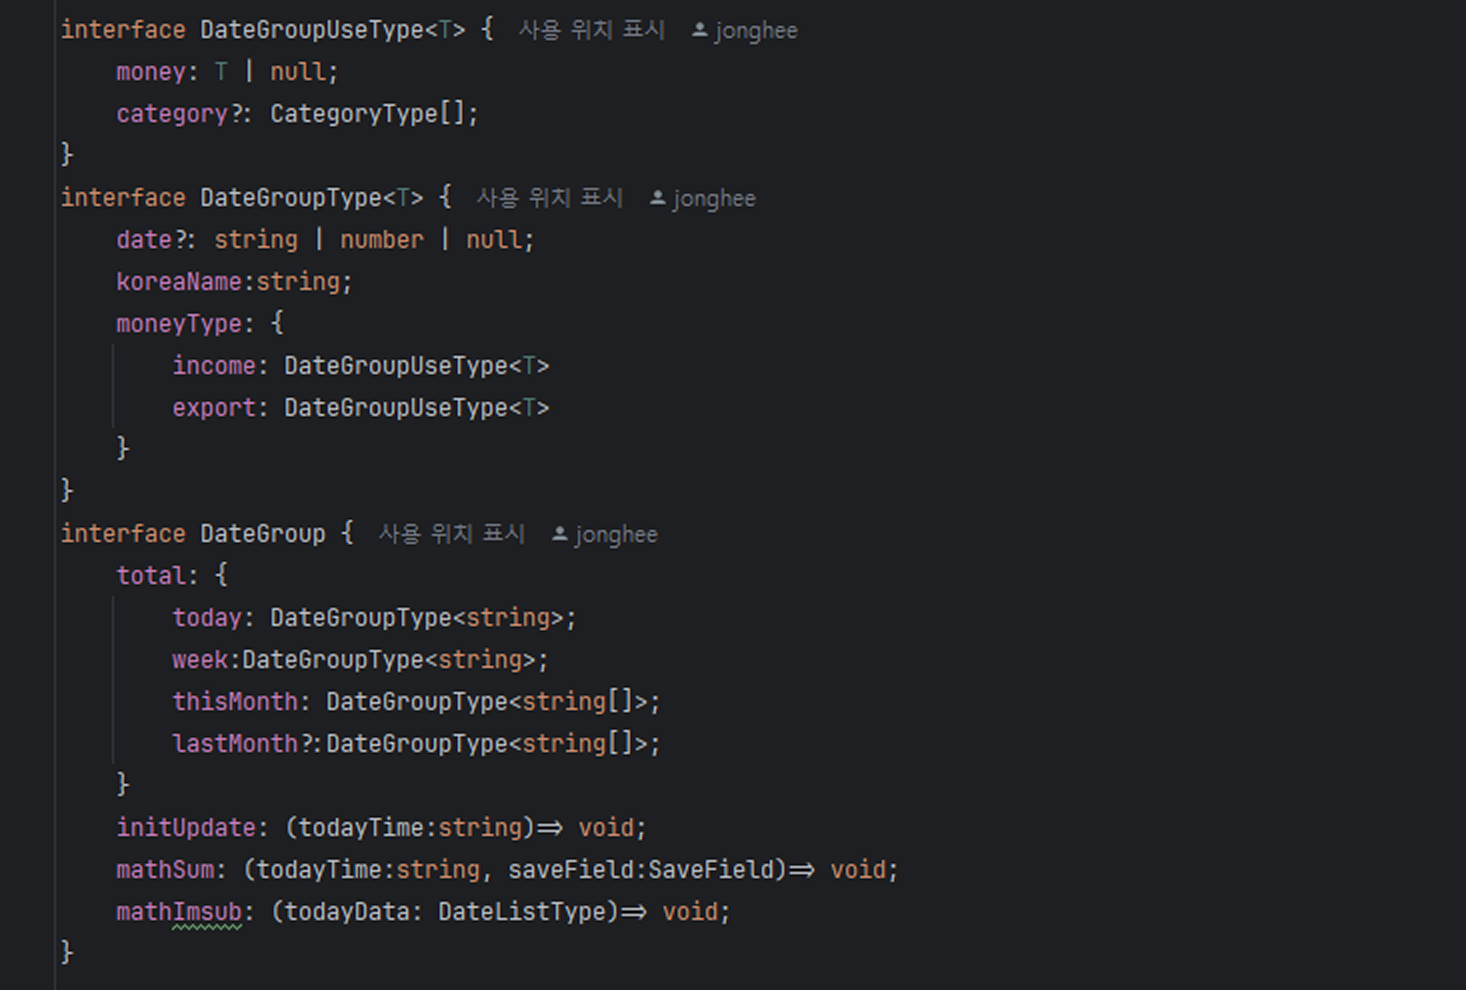 interface DateGroupUseType<T> { 사용 위치 표시 jonghee
money: T | null;
category?: CategoryType[];
}
interface DateGroupType<T> { 사용 위치 표시 jonghee
date?: string | number | null;
koreaName:string;
moneyType: {
income: DateGroupUseType<T>
export: DateGroupUseType<T>
}
}
interface DateGroup { 사용 위치 표시 jonghee
total: {
today: DateGroupType<string>;
week:DateGroupType<string>;
thisMonth: DateGroupType<string[]>;
lastMonth?:DateGroupType<string[]>;
}
initUpdate: (todayTime:string)=> void;
mathSum: (todayTime:string, saveField:SaveField)=> void;
mathImsub: (todayData: DateListType)=> void;
}